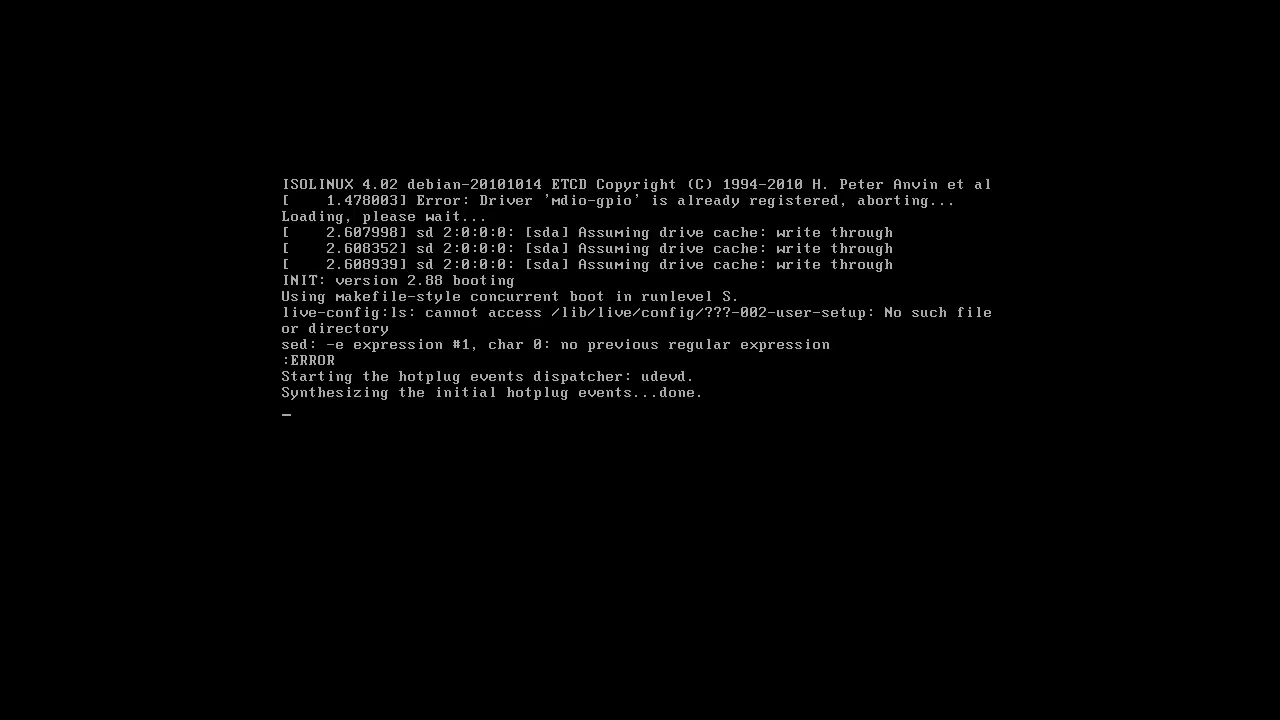 ISOLINUX 4.02 debian-20101014 ETCD Copyright (C) 1994-2010 H. Peter Anvin et al
[    1.478003] Error: Driver 'mdio-gpio' is already registered, aborting...
Loading, please wait...
[    2.607998] sd 2:0:0:0: [sda] Assuming drive cache: write through
[    2.608352] sd 2:0:0:0: [sda] Assuming drive cache: write through
[    2.608939] sd 2:0:0:0: [sda] Assuming drive cache: write through
INIT: version 2.88 booting
Using makefile-style concurrent boot in runlevel S.
live-config:ls: cannot access /lib/live/config/???-002-user-setup: No such file
or directory
sed: -e expression #1, char 0: no previous regular expression
:ERROR
Starting the hotplug events dispatcher: udevd.
Synthesizing the initial hotplug events...done.
_